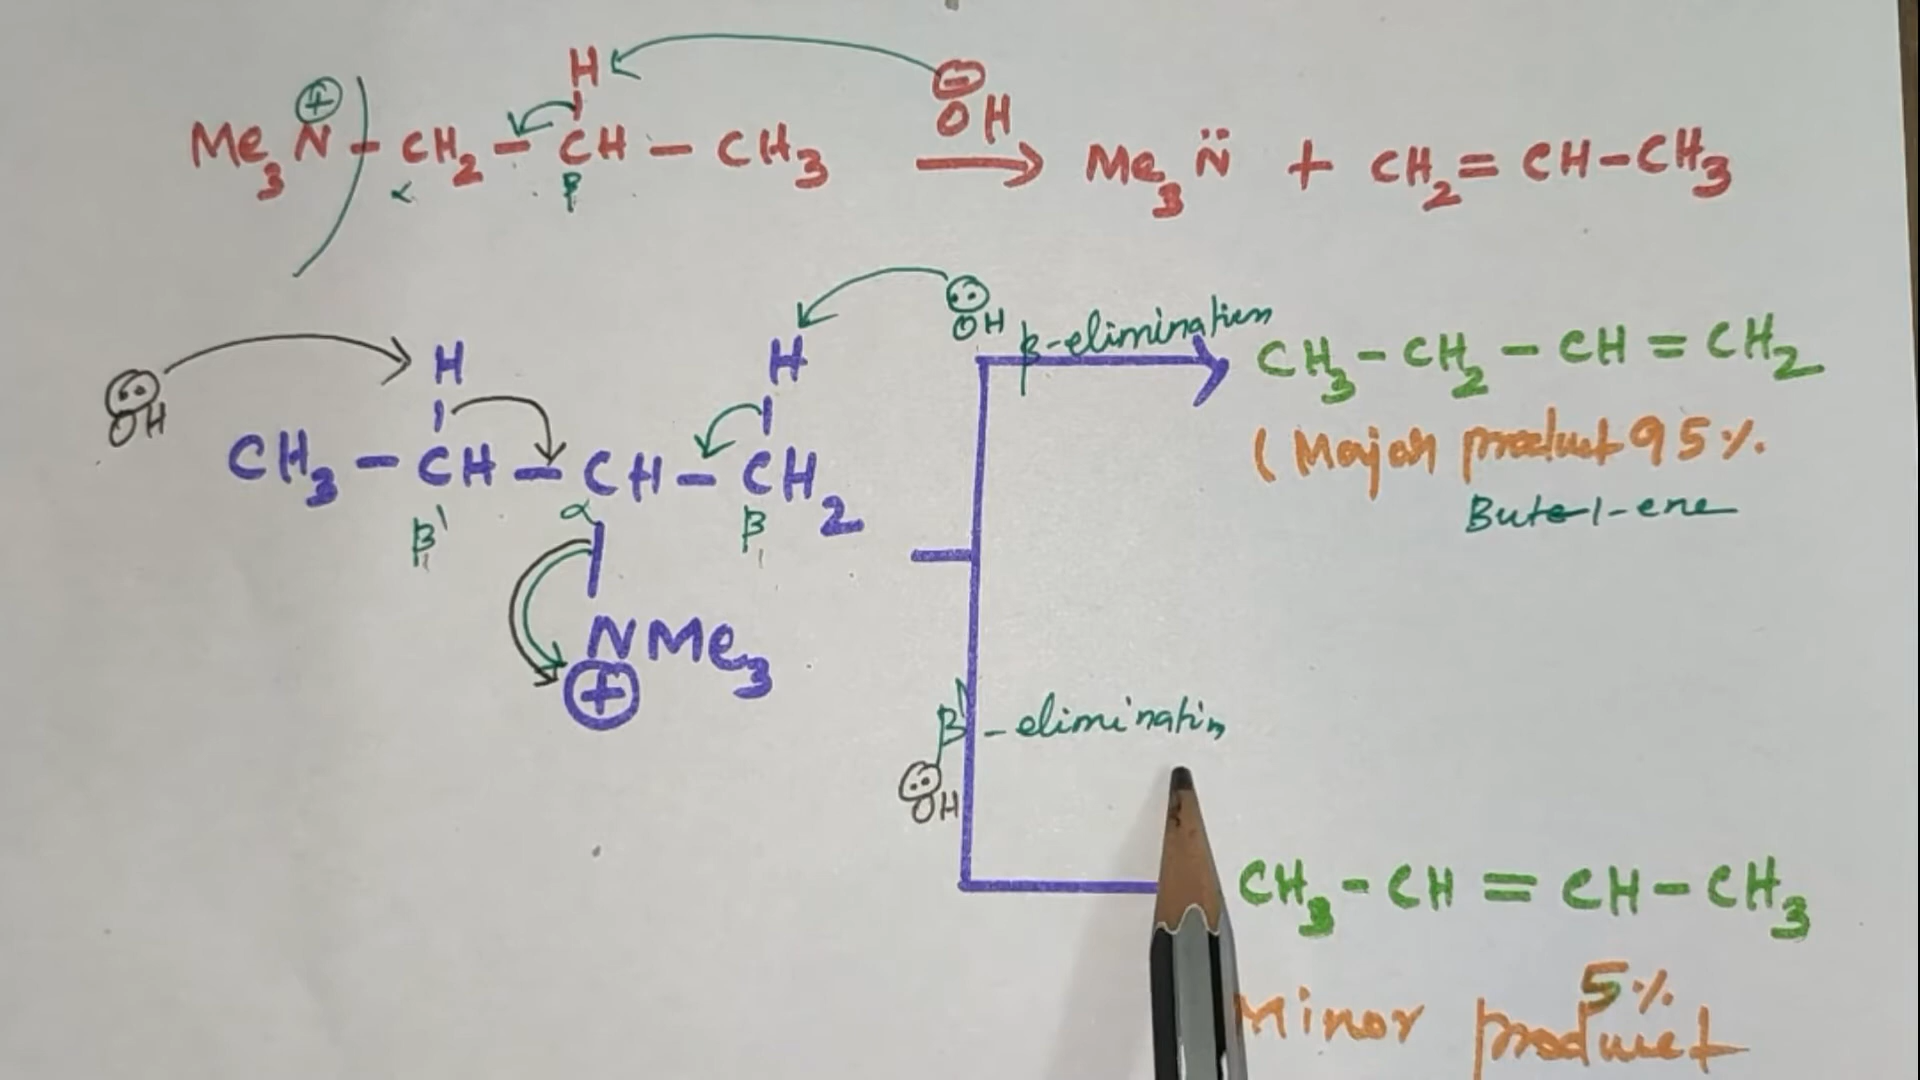 H
⊕ ⊖
Me₃N – CH₂ – CH – CH₃ OH → Me₃N̈ + CH₂ = CH – CH₃
α β
OH β-elimination
H H CH₃ – CH₂ – CH = CH₂
OH (Major product 95%
CH₃ – CH – CH – CH₂ But-1-ene
β' α β
NMe₃
⊕
β' – elimination
OH
CH₃ – CH = CH – CH₃
5%
Minor product